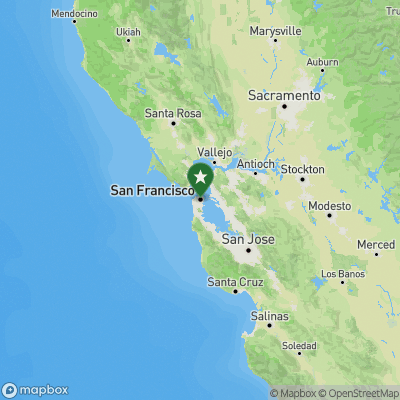 Mendocino
Ukiah
Marysville
Auburn
Sacramento
Santa Rosa
Vallejo
Antioch
Stockton
San Francisco
Modesto
San Jose
Merced
Los Banos
Santa Cruz
Salinas
Soledad
mapbox
© Mapbox © OpenStreetMap